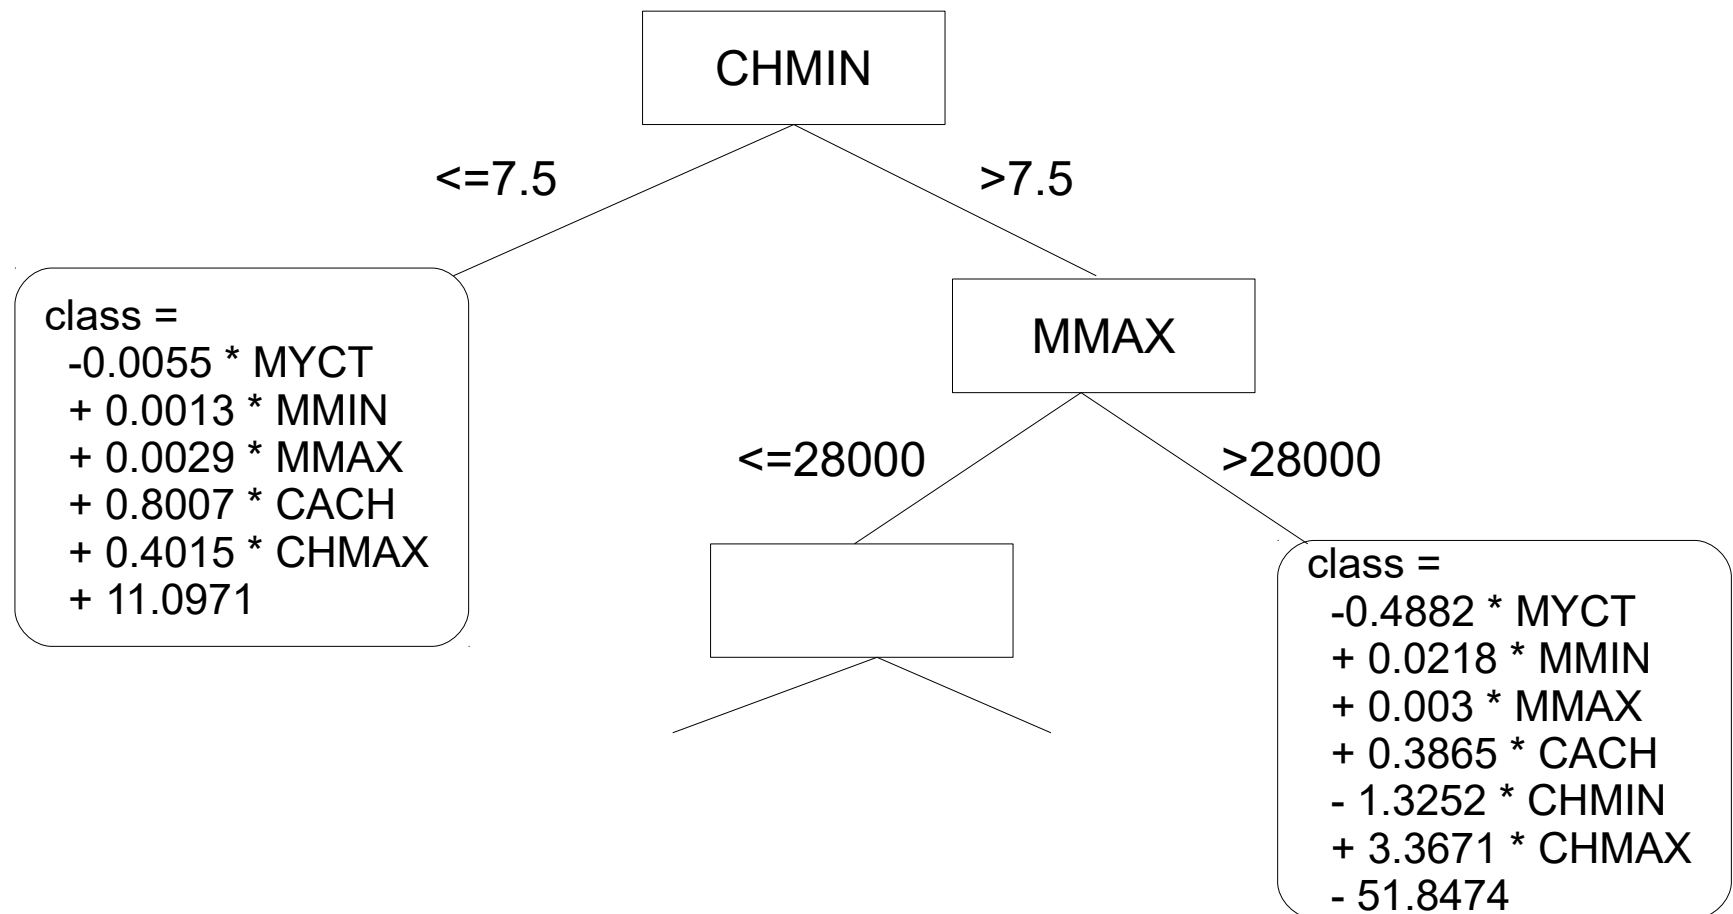 CHMIN
<=7.5
>7.5
class =
-0.0055 * MYCT
+ 0.0013 * MMIN
+ 0.0029 * MMAX
+ 0.8007 * CACH
+ 0.4015 * CHMAX
+ 11.0971
MMAX
<=28000
>28000
class =
-0.4882 * MYCT
+ 0.0218 * MMIN
+ 0.003 * MMAX
+ 0.3865 * CACH
- 1.3252 * CHMIN
+ 3.3671 * CHMAX
- 51.8474